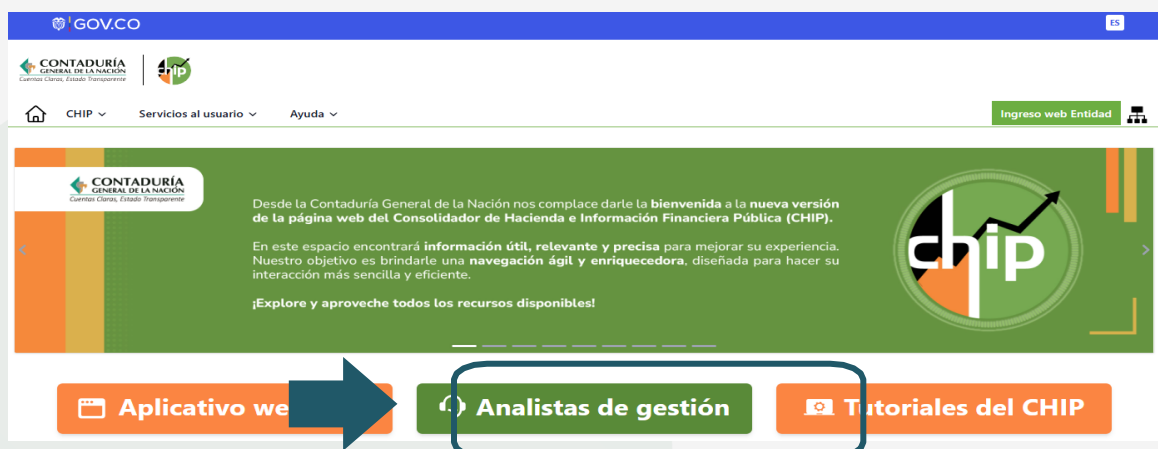 GOV.CO
ES
CONTADURÍA
GENERAL DE LA NACIÓN
Cuentas Claras, Estado Transparente
chip
CHIP
Servicios al usuario
Ayuda
Ingreso web Entidad
CONTADURÍA
GENERAL DE LA NACIÓN
Cuentas Claras, Estado Transparente
Desde la Contaduría General de la Nación nos complace darle la bienvenida a la nueva versión
de la página web del Consolidador de Hacienda e Información Financiera Pública (CHIP).
En este espacio encontrará información útil, relevante y precisa para mejorar su experiencia.
Nuestro objetivo es brindarle una navegación ágil y enriquecedora, diseñada para hacer su
interacción más sencilla y eficiente.
¡Explore y aproveche todos los recursos disponibles!
chip
Aplicativo we
Analistas de gestión
Tutoriales del CHIP